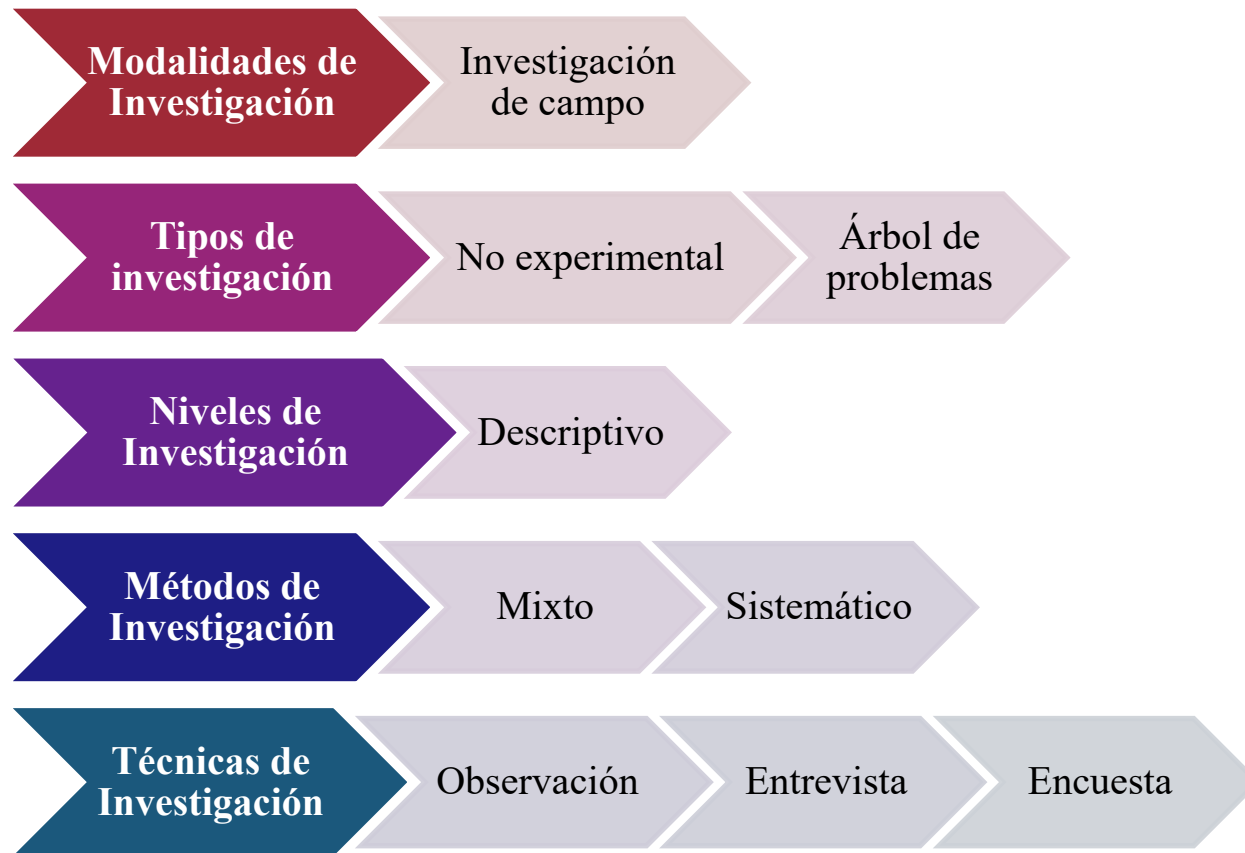 Modalidades de
Investigación
Investigación
de campo
Tipos de
investigación
No experimental
Árbol de
problemas
Niveles de
Investigación
Descriptivo
Métodos de
Investigación
Mixto
Sistemático
Técnicas de
Investigación
Observación
Entrevista
Encuesta